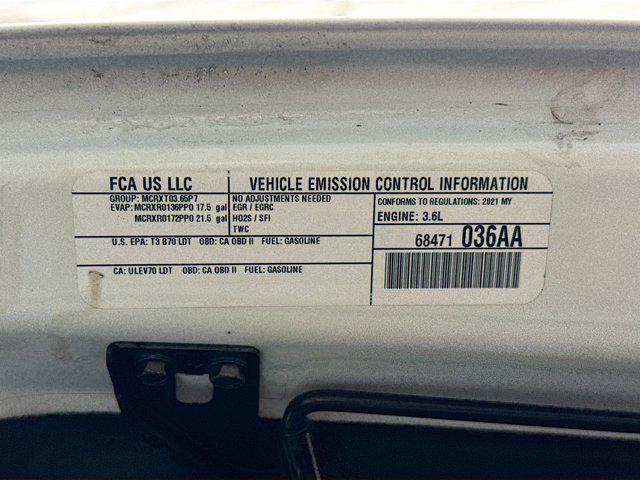 FCA US LLC
VEHICLE EMISSION CONTROL INFORMATION
GROUP: MCRXT03.65P7
EVAP: MCRXR0136PP0 17.5 gal
MCRXR0172PP0 21.5 gal
NO ADJUSTMENTS NEEDED
EGR / EGRC
HO2S / SFI
TWC
CONFORMS TO REGULATIONS: 2021 MY
ENGINE: 3.6L
68471 036AA
U.S. EPA: T3 B70 LDT OBD: CA OBD II FUEL: GASOLINE
CA: ULEV70 LDT OBD: CA OBD II FUEL: GASOLINE